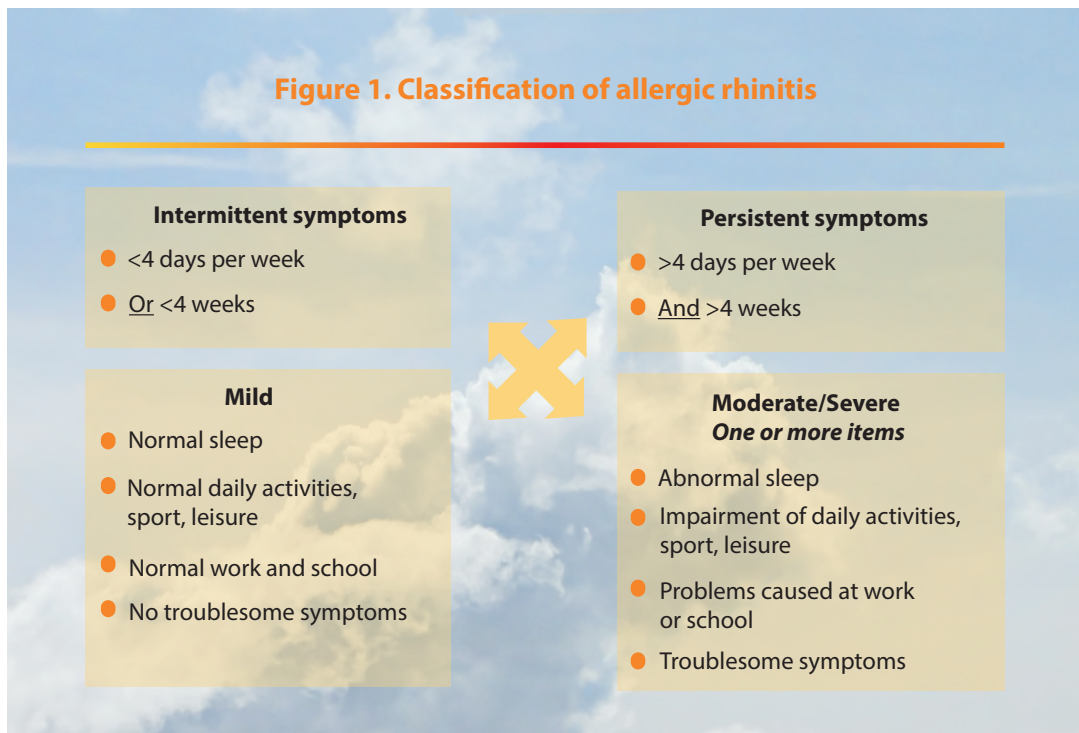 Figure 1. Classification of allergic rhinitis
Intermittent symptoms
<4 days per week
Or <4 weeks
Persistent symptoms
>4 days per week
And >4 weeks
Mild
Normal sleep
Normal daily activities,
sport, leisure
Normal work and school
No troublesome symptoms
Moderate/Severe
One or more items
Abnormal sleep
Impairment of daily activities,
sport, leisure
Problems caused at work
or school
Troublesome symptoms